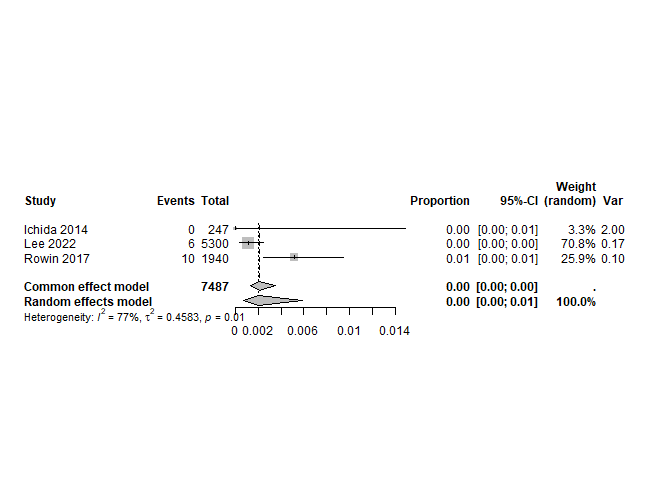 Weight
Study Events Total Proportion 95%-CI (random) Var
Ichida 2014 0 247 0.00 [0.00; 0.01] 3.3% 2.00
Lee 2022 6 5300 0.00 [0.00; 0.00] 70.8% 0.17
Rowin 2017 10 1940 0.01 [0.00; 0.01] 25.9% 0.10
Common effect model 7487 0.00 [0.00; 0.00] .
Random effects model 0.00 [0.00; 0.01] 100.0%
Heterogeneity: I² = 77%, τ² = 0.4583, p = 0.01
0 0.002 0.006 0.01 0.014